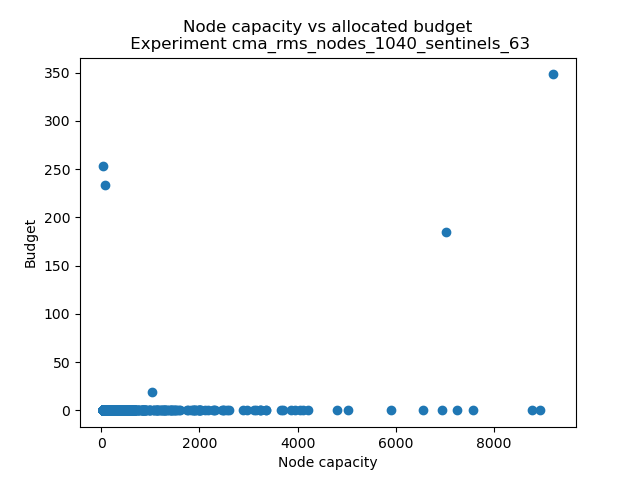 Node capacity vs allocated budget
Experiment cma_rms_nodes_1040_sentinels_63
350
300
250
200
150
100
50
0
Budget
0 2000 4000 6000 8000
Node capacity